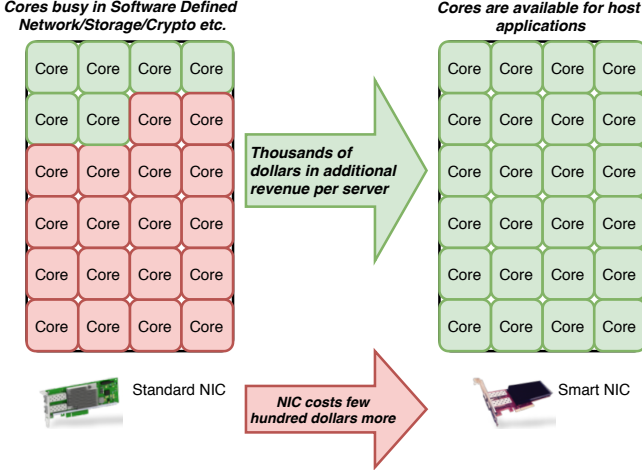 Cores busy in Software Defined
Network/Storage/Crypto etc.
Cores are available for host
applications
Core Core Core Core
Core Core Core Core
Core Core Core Core
Core Core Core Core
Core Core Core Core
Core Core Core Core
Thousands of
dollars in additional
revenue per server
Core Core Core Core
Core Core Core Core
Core Core Core Core
Core Core Core Core
Core Core Core Core
Core Core Core Core
Standard NIC
NIC costs few
hundred dollars more
Smart NIC